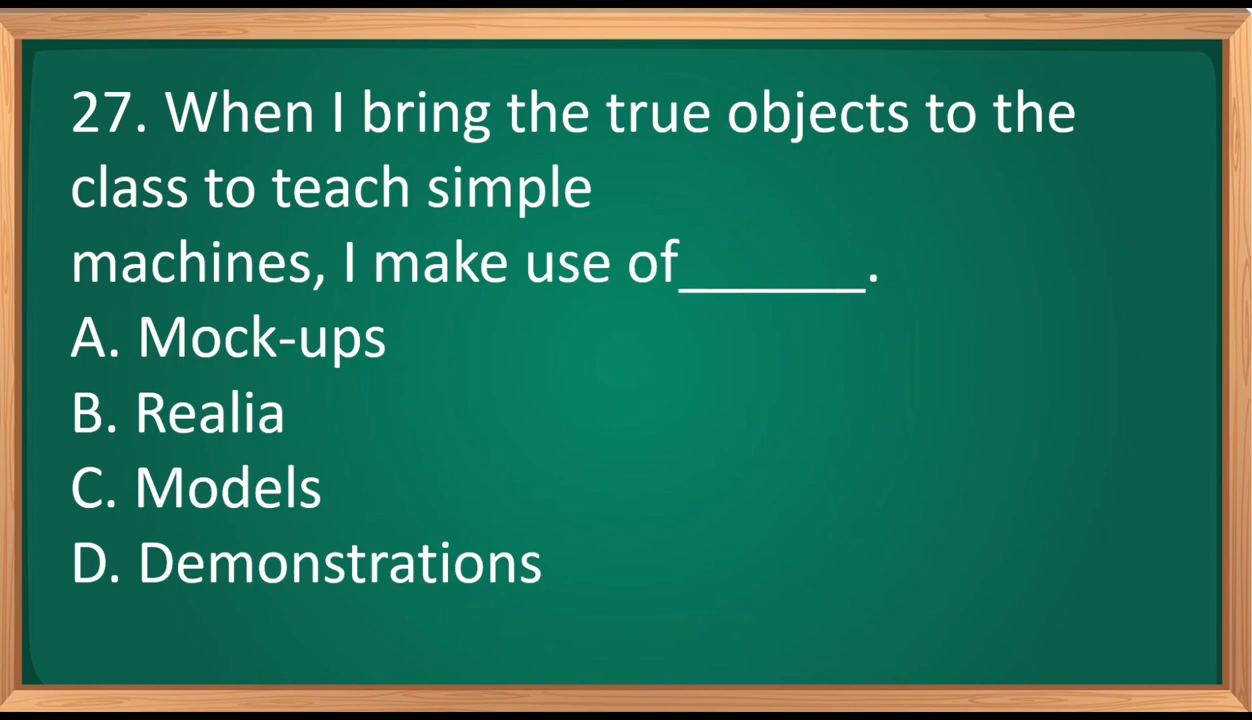 27. When I bring the true objects to the
class to teach simple
machines, I make use of_______.
A. Mock-ups
B. Realia
C. Models
D. Demonstrations